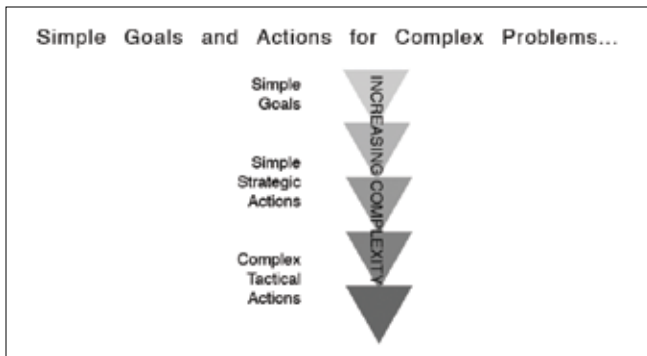 Simple Goals and Actions for Complex Problems...
Simple
Goals
Simple
Strategic
Actions
Complex
Tactical
Actions
INCREASING COMPLEXITY